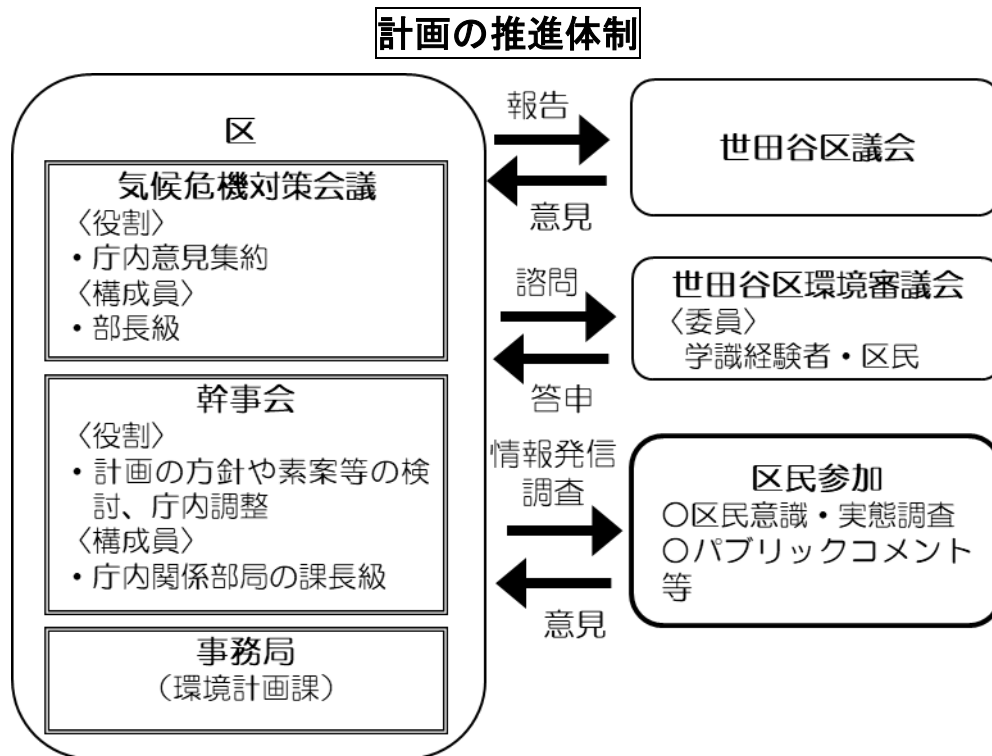 計画の推進体制
区
気候危機対策会議
〈役割〉
・庁内意見集約
〈構成員〉
・部長級
幹事会
〈役割〉
・計画の方針や素案等の検
討、庁内調整
〈構成員〉
・庁内関係部局の課長級
事務局
（環境計画課）
報告
意見
世田谷区議会
諮問
答申
世田谷区環境審議会
〈委員〉
学識経験者・区民
情報発信
調査
意見
区民参加
○区民意識・実態調査
○パブリックコメント
等